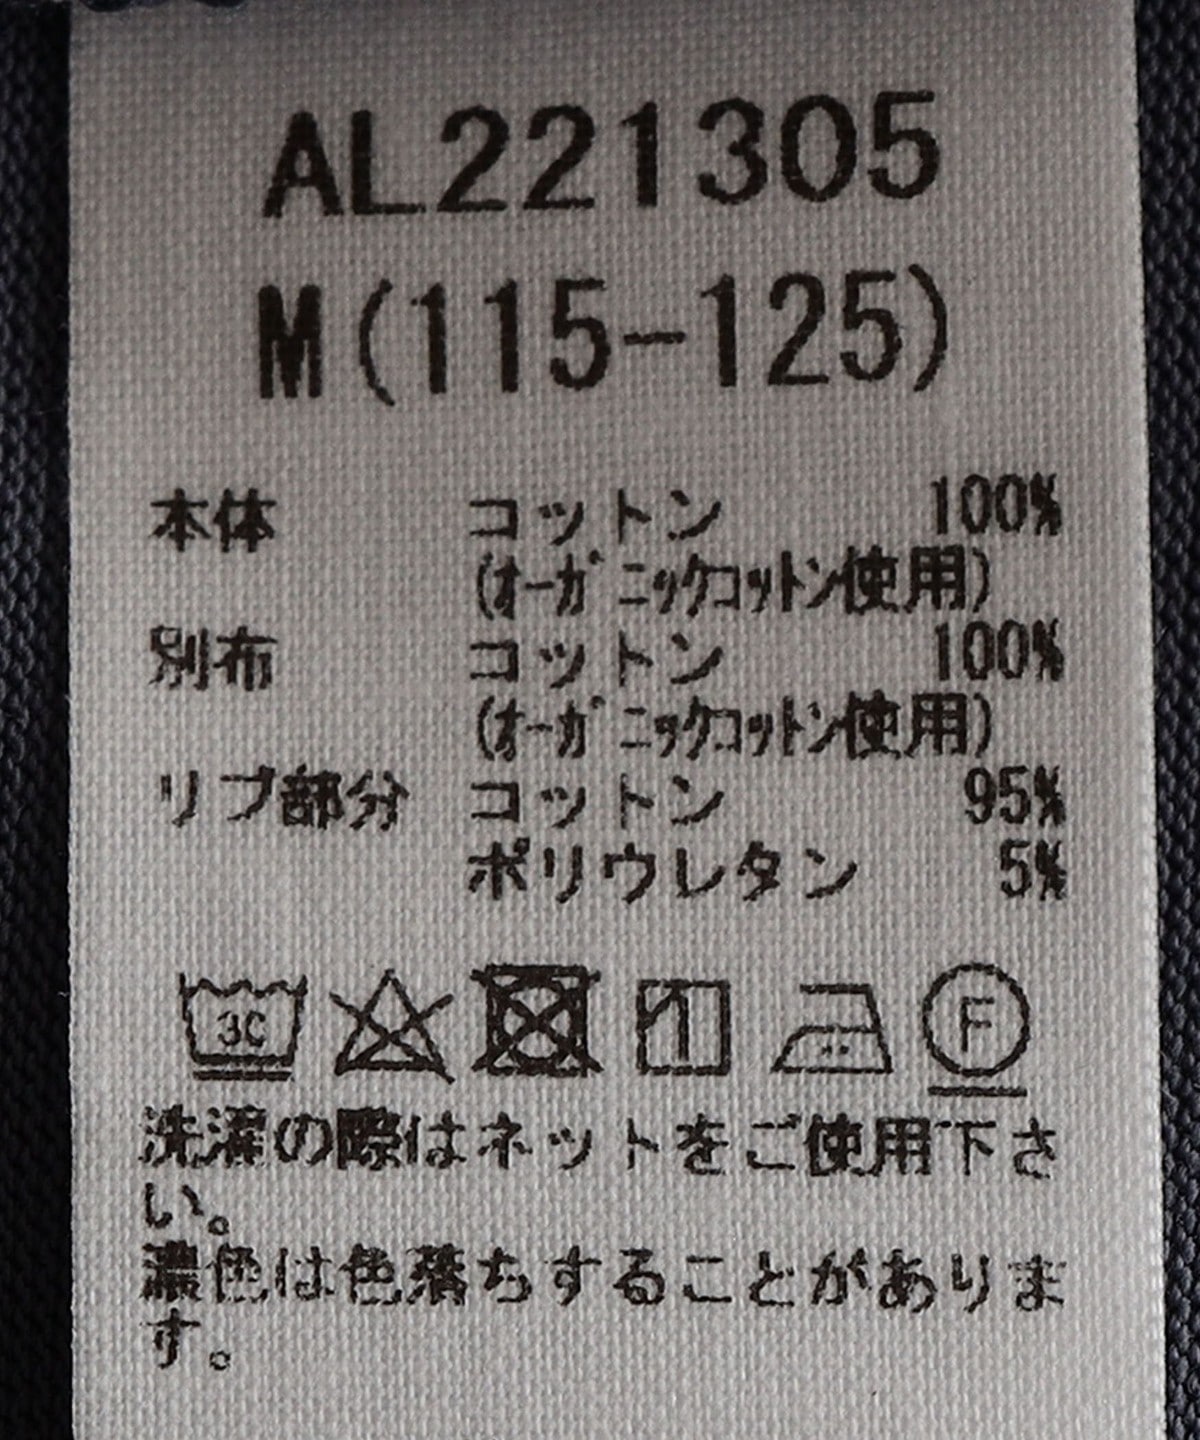 AL221305
M(115-125)
本体 コットン 100%
(ｵｰｶﾞﾆｯｸｺｯﾄﾝ使用)
別布 コットン 100%
(ｵｰｶﾞﾆｯｸｺｯﾄﾝ使用)
リブ部分 コットン 95%
ポリウレタン 5%
30 F
洗濯の際はネットをご使用下さ
い。
濃色は色落ちすることがありま
す。